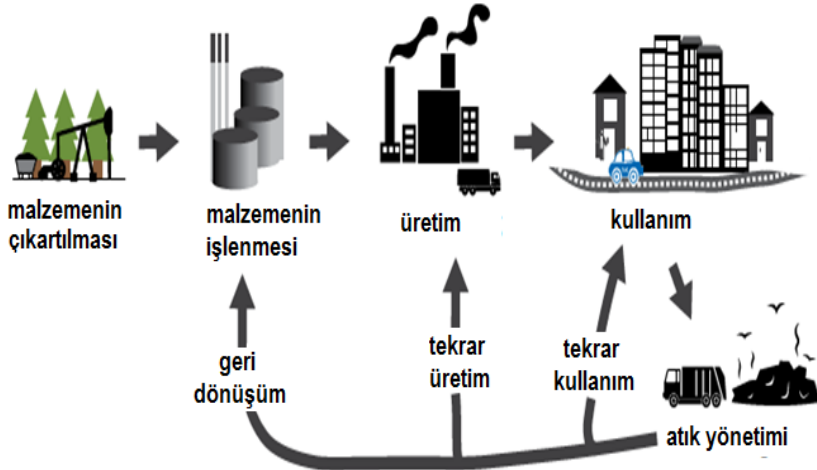 malzemenin
çıkartılması
malzemenin
işlenmesi
üretim
kullanım
geri
dönüşüm
tekrar
üretim
tekrar
kullanım
atık yönetimi